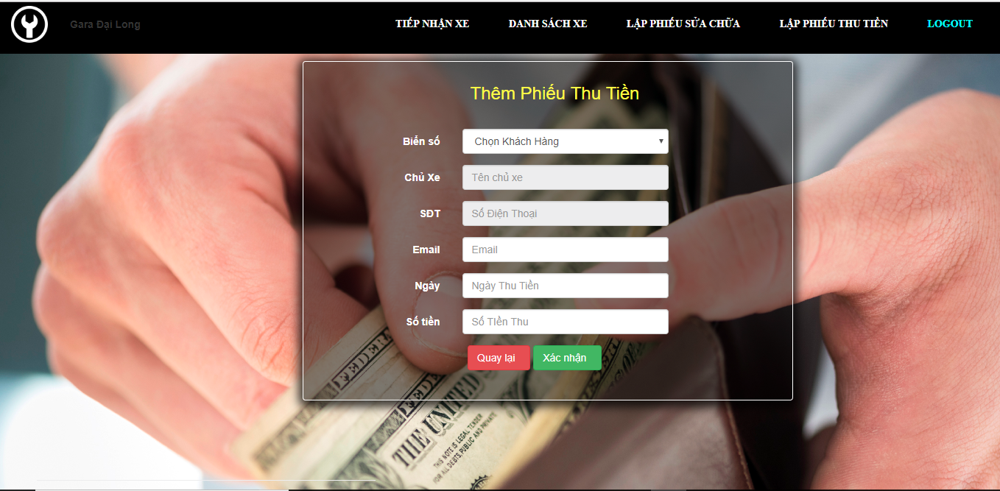 Gara Đại Long
TIẾP NHẬN XE
DANH SÁCH XE
LẬP PHIẾU SỬA CHỮA
LẬP PHIẾU THU TIỀN
LOGOUT
Thêm Phiếu Thu Tiền
Biển số
Chọn Khách Hàng
Chủ Xe
Tên chủ xe
SĐT
Số Điện Thoại
Email
Email
Ngày
Ngày Thu Tiền
Số tiền
Số TIền Thu
Quay lại
Xác nhận
FEDERAL
THE UNITED
THIS NOTE IS LEGAL TENDER
FOR ALL DEBTS, PUBLIC AND PRIVATE